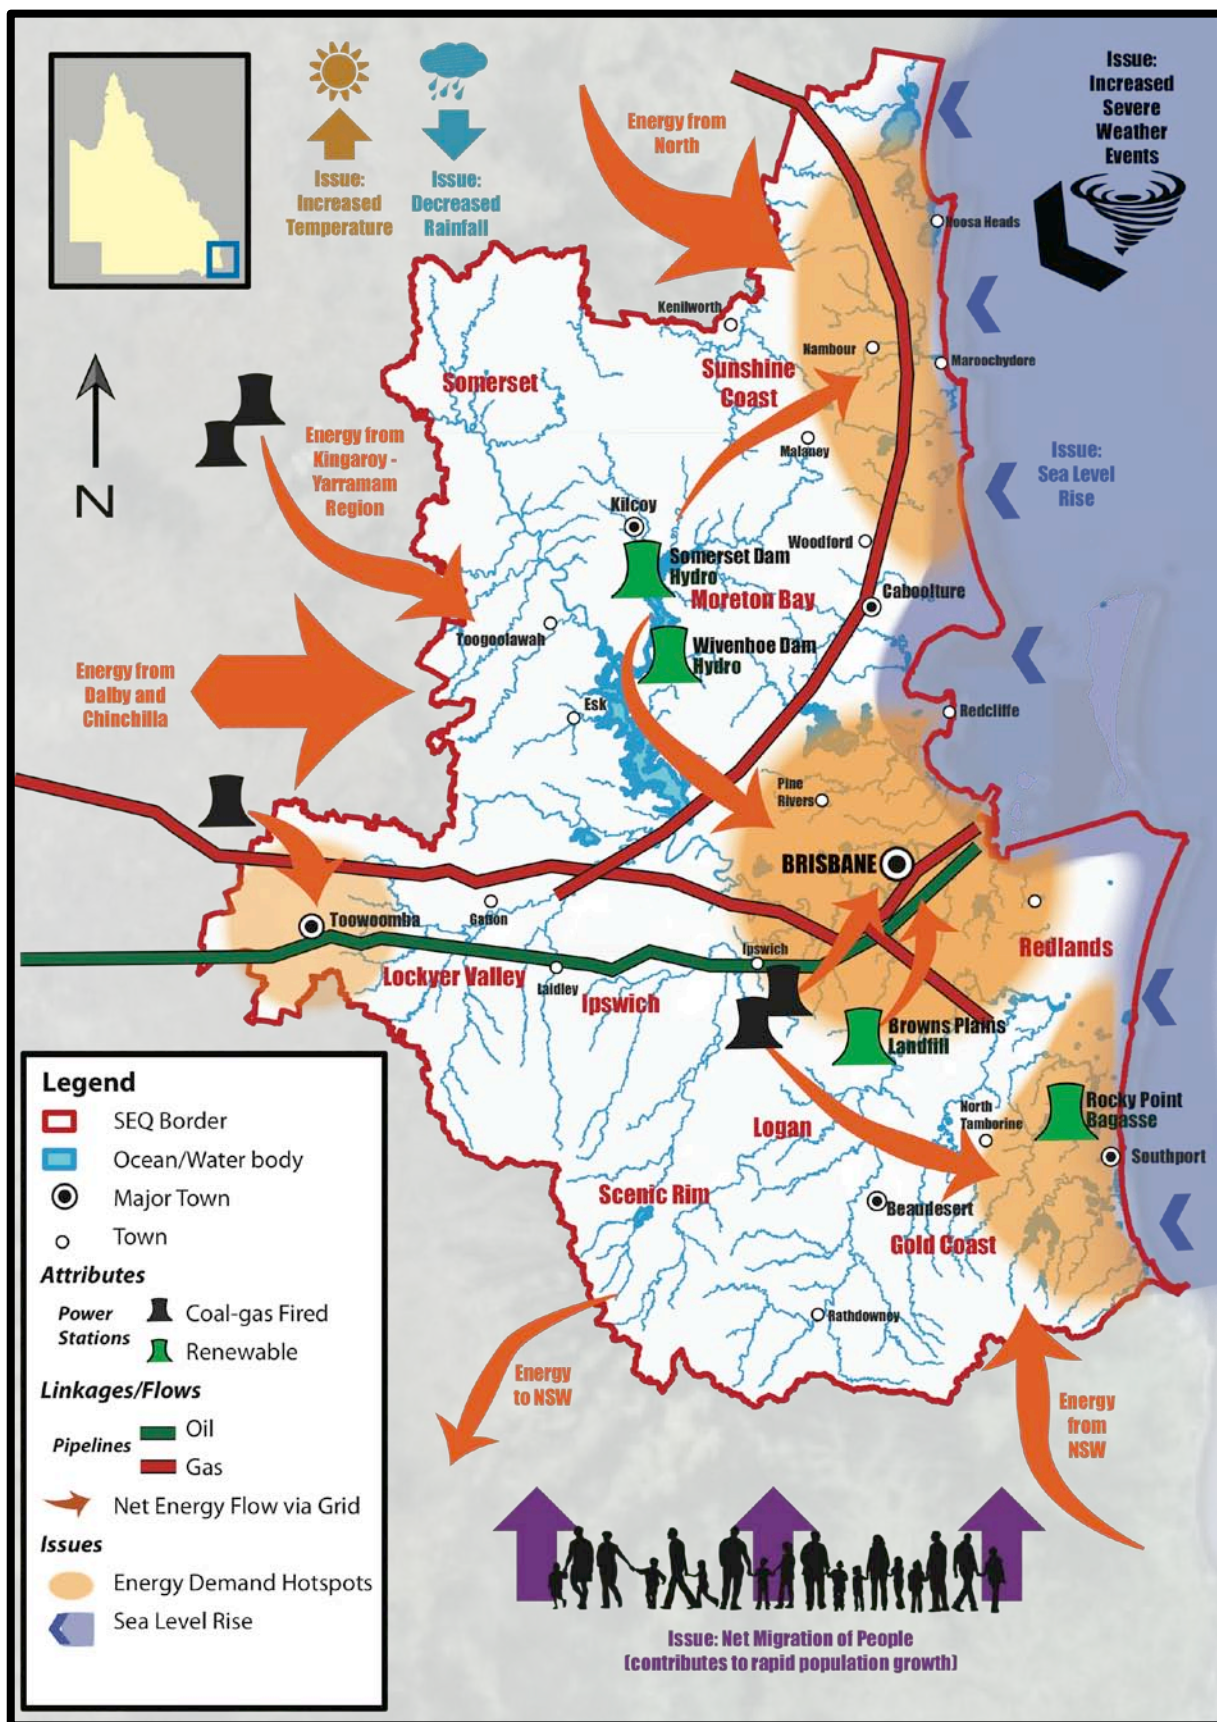 Issue:
Increased
Temperature
Issue:
Decreased
Rainfall
Energy from
North
Issue:
Increased
Severe
Weather
Events
Noosa Heads
Kenilworth
Nambour
Maroochydore
Sunshine
Coast
Somerset
N
Energy from
Kingaroy -
Yarramam
Region
Malaney
Issue:
Sea Level
Rise
Kilcoy
Woodford
Somerset Dam
Hydro
Moreton Bay
Caboolture
Toogoolawah
Wivenhoe Dam
Hydro
Energy from
Dalby and
Chinchilla
Esk
Redcliffe
Pine
Rivers
BRISBANE
Toowoomba
Gatton
Redlands
Ipswich
Lockyer Valley
Laidley
Ipswich
Browns Plains
Landfill
Rocky Point
Bagasse
North
Tamborine
Logan
Southport
Scenic Rim
Beaudesert
Gold Coast
Rathdowney
Energy
to NSW
Energy
from
NSW
Legend
SEQ Border
Ocean/Water body
Major Town
Town
Attributes
Power
Stations
Coal-gas Fired
Renewable
Linkages/Flows
Pipelines
Oil
Gas
Net Energy Flow via Grid
Issues
Energy Demand Hotspots
Sea Level Rise
Issue: Net Migration of People
(contributes to rapid population growth)